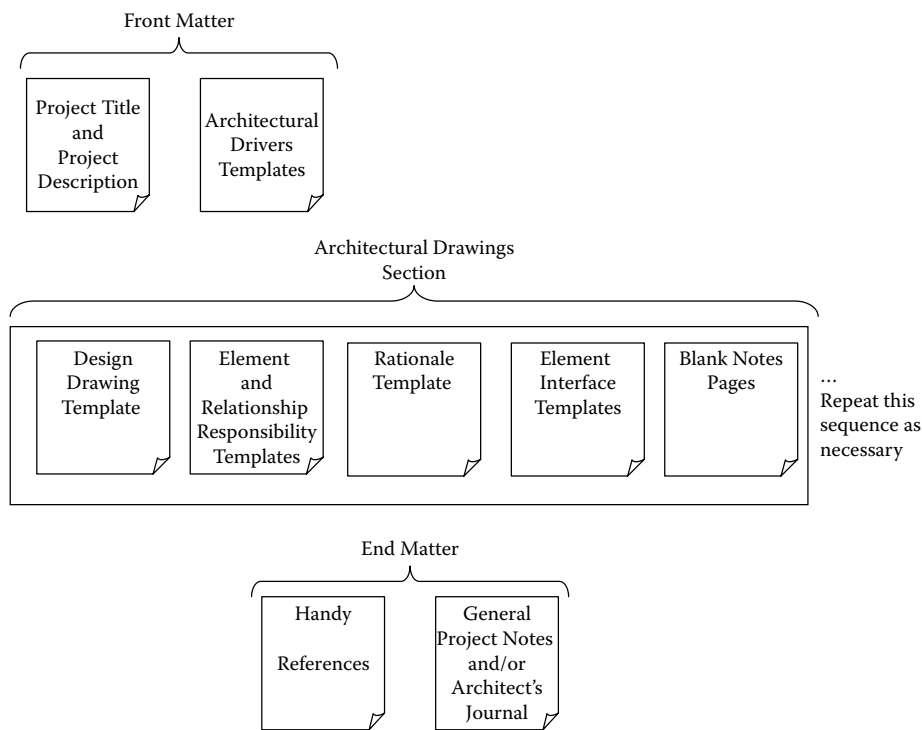 Front Matter
Project Title
and
Project
Description
Architectural
Drivers
Templates
Architectural Drawings
Section
Design
Drawing
Template
Element
and
Relationship
Responsibility
Templates
Rationale
Template
Element
Interface
Templates
Blank Notes
Pages
...
Repeat this
sequence as
necessary
End Matter
Handy
References
General
Project Notes
and/or
Architect’s
Journal